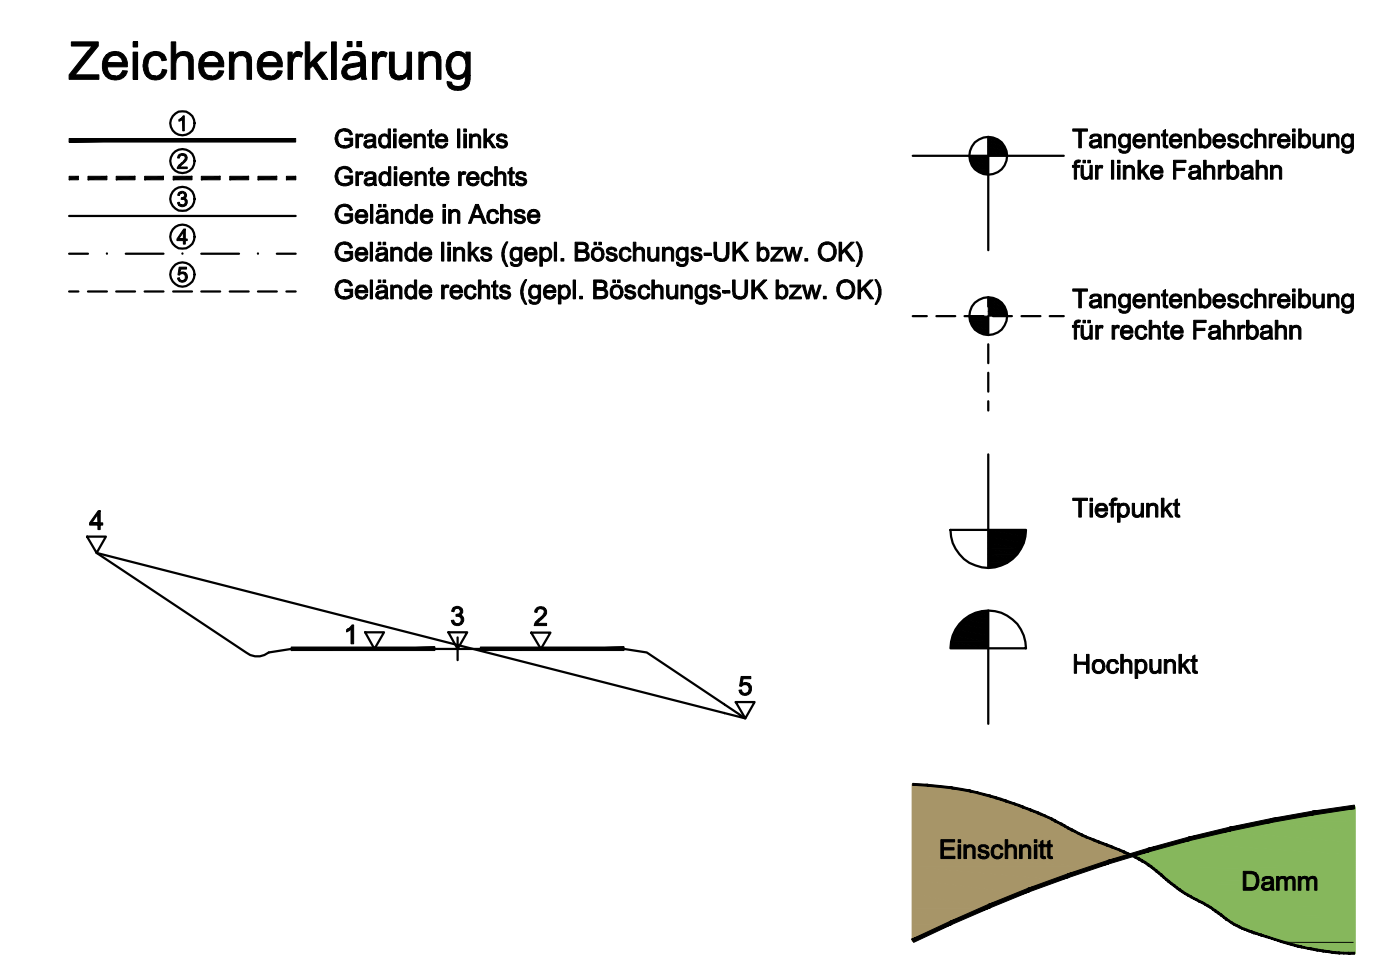 Zeichenerklärung
1
Gradiente links
2
Gradiente rechts
3
Gelände in Achse
4
Gelände links (gepl. Böschungs-UK bzw. OK)
5
Gelände rechts (gepl. Böschungs-UK bzw. OK)
Tangentenbeschreibung
für linke Fahrbahn
Tangentenbeschreibung
für rechte Fahrbahn
Tiefpunkt
Hochpunkt
4
1
3
2
5
Einschnitt
Damm